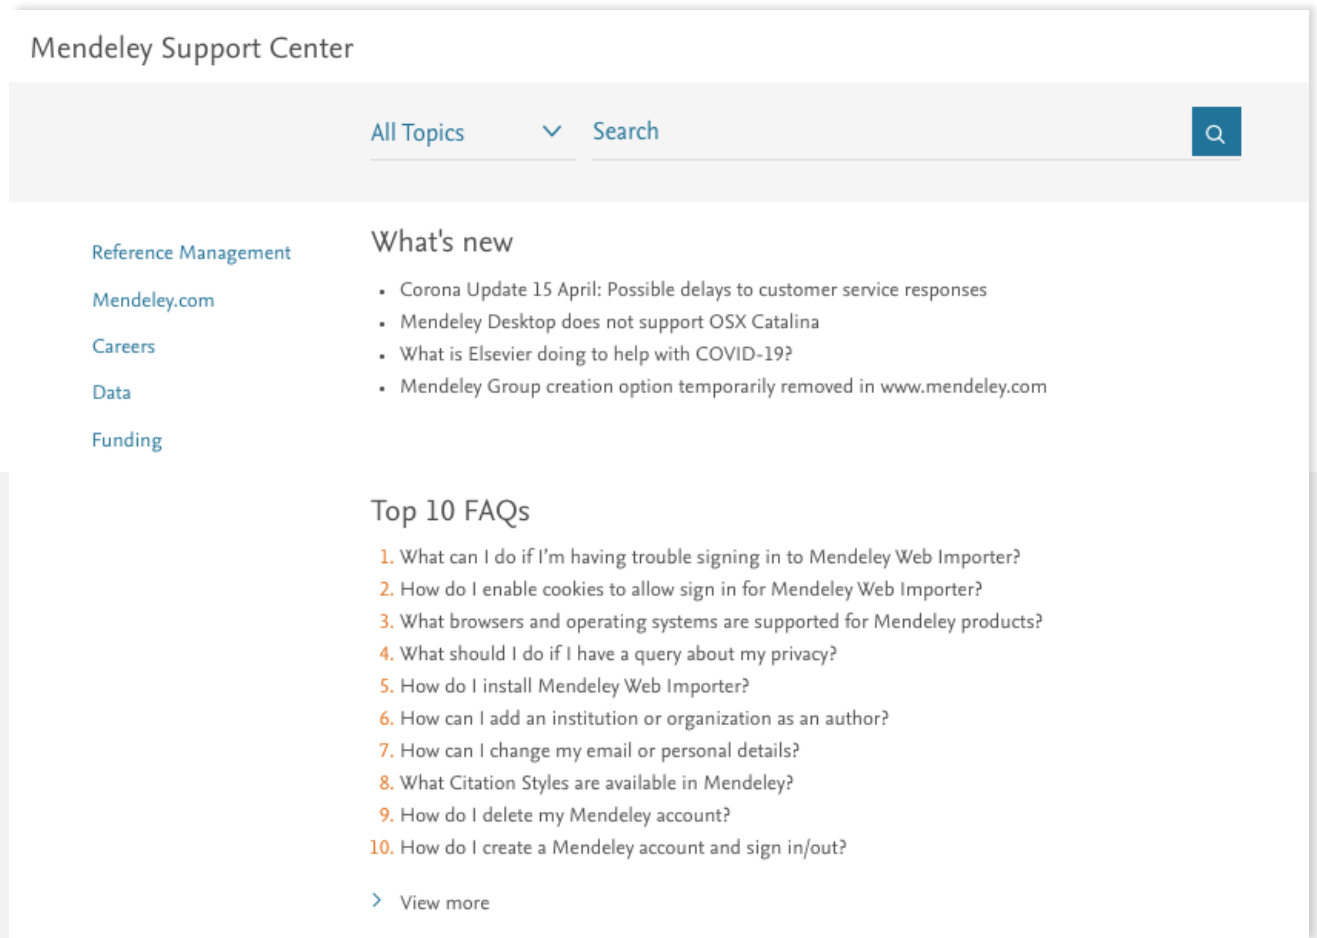 Mendeley Support Center
All Topics
Search
Reference Management
Mendeley.com
Careers
Data
Funding
What's new
• Corona Update 15 April: Possible delays to customer service responses
• Mendeley Desktop does not support OSX Catalina
• What is Elsevier doing to help with COVID-19?
• Mendeley Group creation option temporarily removed in www.mendeley.com
Top 10 FAQs
1. What can I do if I’m having trouble signing in to Mendeley Web Importer?
2. How do I enable cookies to allow sign in for Mendeley Web Importer?
3. What browsers and operating systems are supported for Mendeley products?
4. What should I do if I have a query about my privacy?
5. How do I install Mendeley Web Importer?
6. How can I add an institution or organization as an author?
7. How can I change my email or personal details?
8. What Citation Styles are available in Mendeley?
9. How do I delete my Mendeley account?
10. How do I create a Mendeley account and sign in/out?
View more